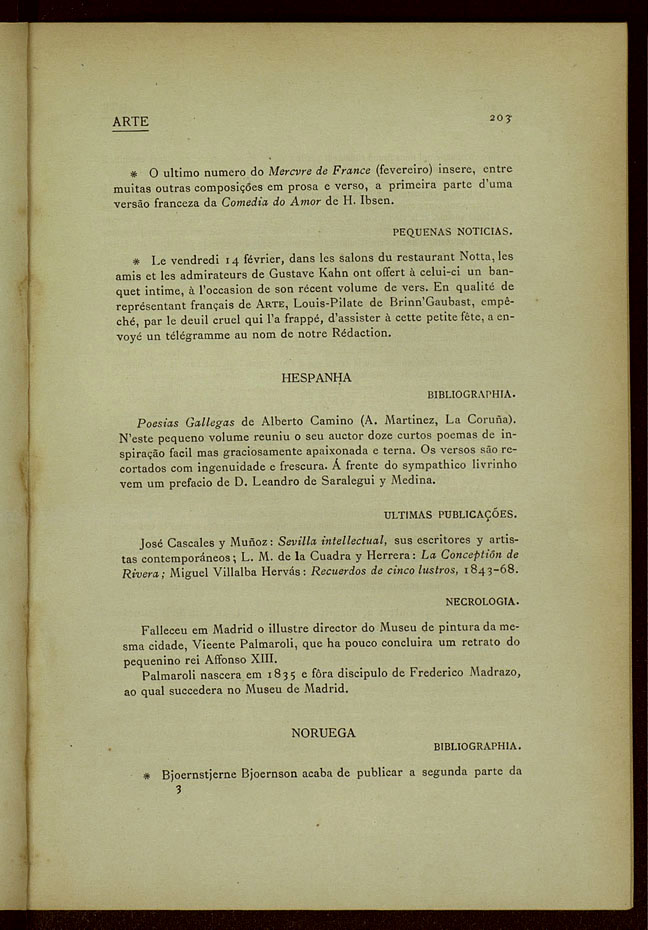 ARTE 203
* O ultimo numero do Mercvre de France (fevereiro) insere, entre
muitas outras composições em prosa e verso, a primeira parte d'uma
versão franceza da Comedia do Amor de H. Ibsen.
PEQUENAS NOTICIAS.
* Le vendredi 14 février, dans les salons du restaurant Notta, les
amis et les admirateurs de Gustave Kahn ont offert à celui-ci un ban-
quet intime, à l'occasion de son récent volume de vers. En qualité de
représentant français de ARTE, Louis-Pilate de Brinn'Gaubast, empê-
ché, par le deuil cruel qui l'a frappé, d'assister à cette petite fête, a en-
voyé un télégramme au nom de notre Rédaction.
HESPANHA
BIBLIOGRAPHIA.
Poesias Gallegas de Alberto Camino (A. Martinez, La Coruña).
N'este pequeno volume reuniu o seu auctor doze curtos poemas de in-
spiração facil mas graciosamente apaixonada e terna. Os versos são re-
cortados com ingenuidade e frescura. Á frente do sympathico livrinho
vem um prefacio de D. Leandro de Saralegui y Medina.
ULTIMAS PUBLICAÇÕES.
José Cascales y Muñoz: Sevilla intellectual, sus escritores y artis-
tas contemporáneos; L. M. de la Cuadra y Herrera: La Conceptión de
Rivera; Miguel Villalba Hervás: Recuerdos de cinco lustros, 1843-68.
NECROLOGIA.
Falleceu em Madrid o illustre director do Museu de pintura da me-
sma cidade, Vicente Palmaroli, que ha pouco concluira um retrato do
pequenino rei Affonso XIII.
Palmaroli nascera em 1835 e fôra discipulo de Frederico Madrazo,
ao qual succedera no Museu de Madrid.
NORUEGA
BIBLIOGRAPHIA.
* Bjoernstjerne Bjoernson acaba de publicar a segunda parte da
3